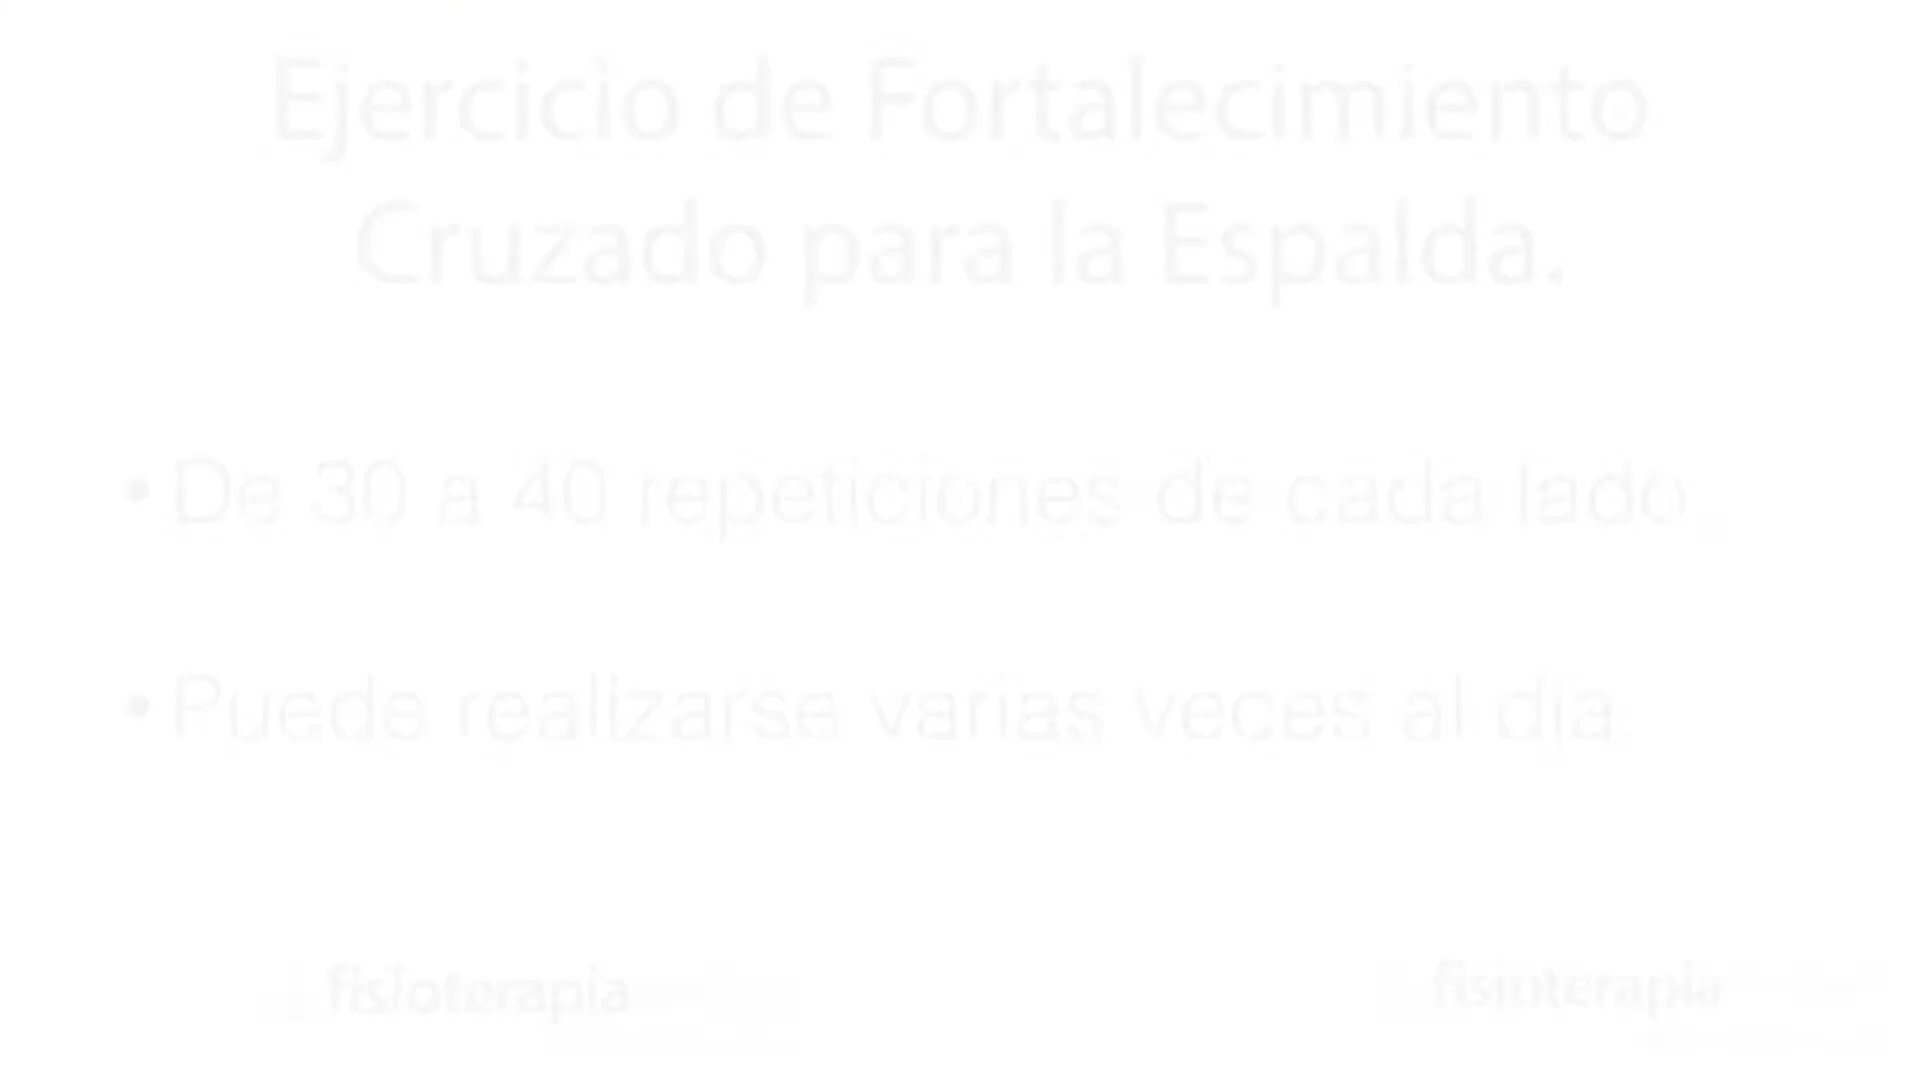 Ejercicio de Fortalecimiento
Cruzado para la Espalda.
• De 30 a 40 repeticiones de cada lado.
• Puede realizarse varias veces al día.
fisioterapia
fisioterapia